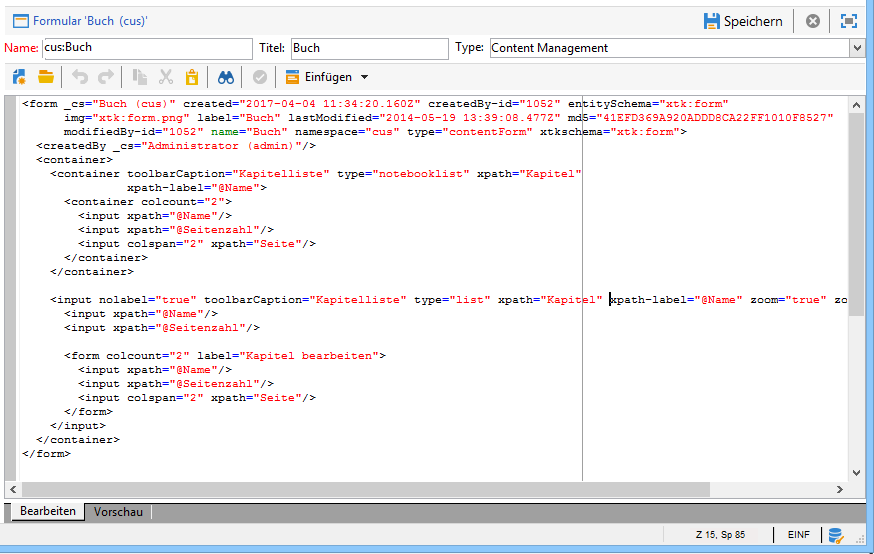 Formular 'Buch (cus)' Speichern
Name: cus:Buch Titel: Buch Type: Content Management
Einfügen
<form _cs="Buch (cus)" created="2017-04-04 11:34:20.160Z" createdBy-id="1052" entitySchema="xtk:form"
img="xtk:form.png" label="Buch" lastModified="2014-05-19 13:39:08.477Z" md5="41EFD369A920ADDD8CA22FF1010F8527"
modifiedBy-id="1052" name="Buch" namespace="cus" type="contentForm" xtkschema="xtk:form">
<createdBy _cs="Administrator (admin)"/>
<container>
<container toolbarCaption="Kapitelliste" type="notebooklist" xpath="Kapitel"
xpath-label="@Name">
<container colcount="2">
<input xpath="@Name"/>
<input xpath="@Seitenzahl"/>
<input colspan="2" xpath="Seite"/>
</container>
</container>
<input nolabel="true" toolbarCaption="Kapitelliste" type="list" xpath="Kapitel" xpath-label="@Name" zoom="true" zo
<input xpath="@Name"/>
<input xpath="@Seitenzahl"/>
<form colcount="2" label="Kapitel bearbeiten">
<input xpath="@Name"/>
<input xpath="@Seitenzahl"/>
<input colspan="2" xpath="Seite"/>
</form>
</input>
</container>
</form>
Bearbeiten Vorschau
Z 15, Sp 85 EINF